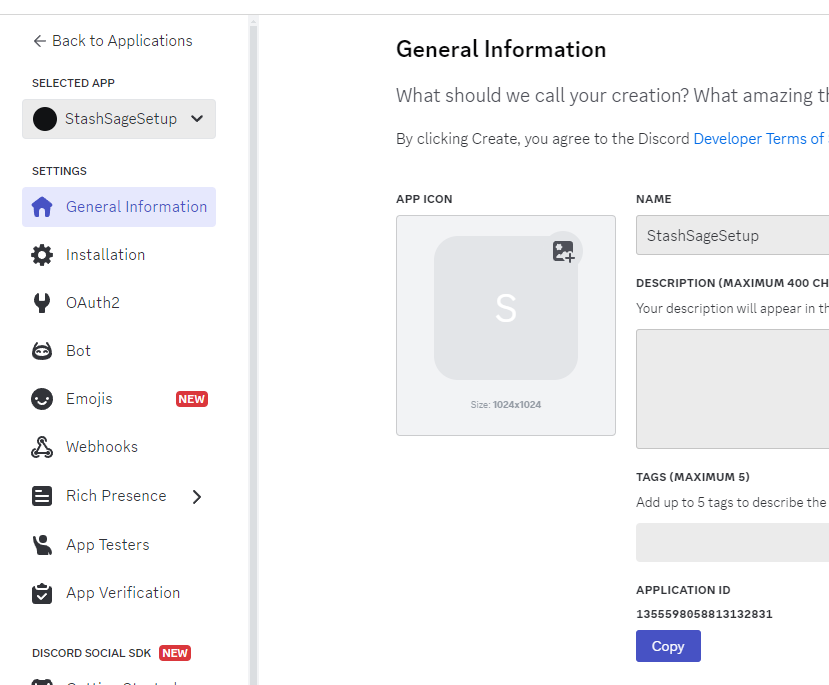 Back to Applications
SELECTED APP
StashSageSetup
SETTINGS
General Information
Installation
OAuth2
Bot
Emojis NEW
Webhooks
Rich Presence
App Testers
App Verification
DISCORD SOCIAL SDK NEW
Getting Started
General Information
What should we call your creation? What amazing
By clicking Create, you agree to the Discord Developer Terms of
APP ICON
S
Size: 1024x1024
NAME
StashSageSetup
DESCRIPTION (MAXIMUM 400 CH
Your description will appear in
TAGS (MAXIMUM 5)
Add up to 5 tags to describe the
APPLICATION ID
1355598058813132831
Copy